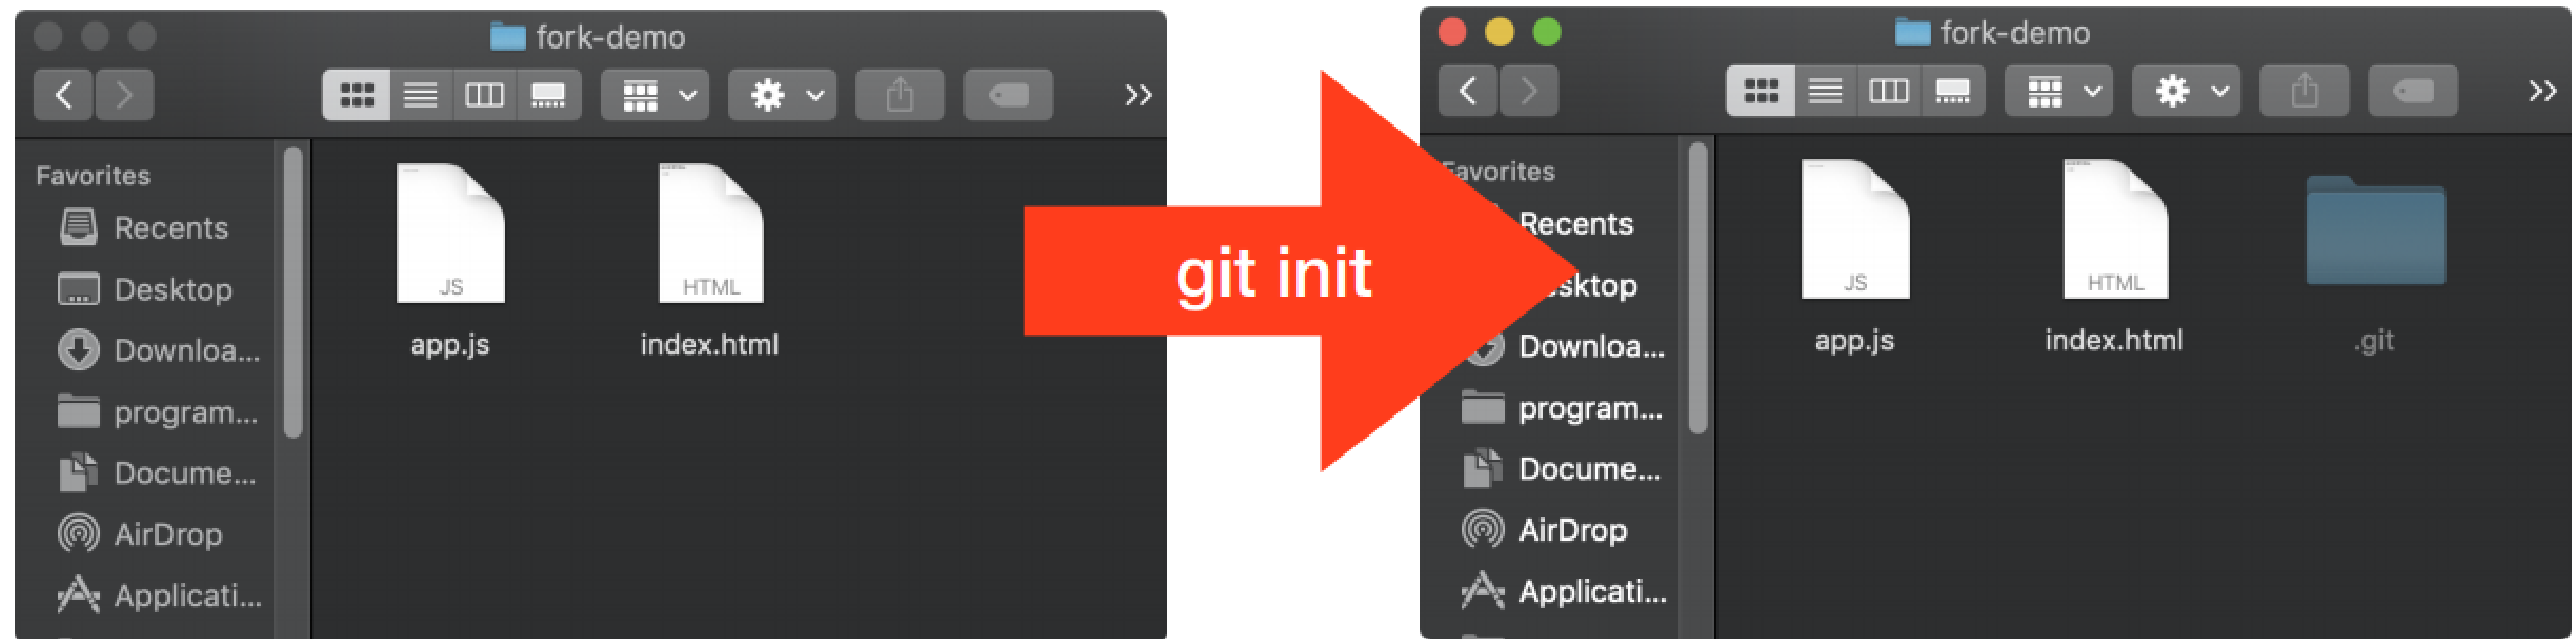 fork-demo
Favorites
Recents
Desktop
Downloa...
program...
Docume...
AirDrop
Applicati...
JS
app.js
HTML
index.html
git init
fork-demo
avorites
Recents
sktop
Downloa...
program...
Docume...
AirDrop
Applicati...
JS
app.js
HTML
index.html
.git